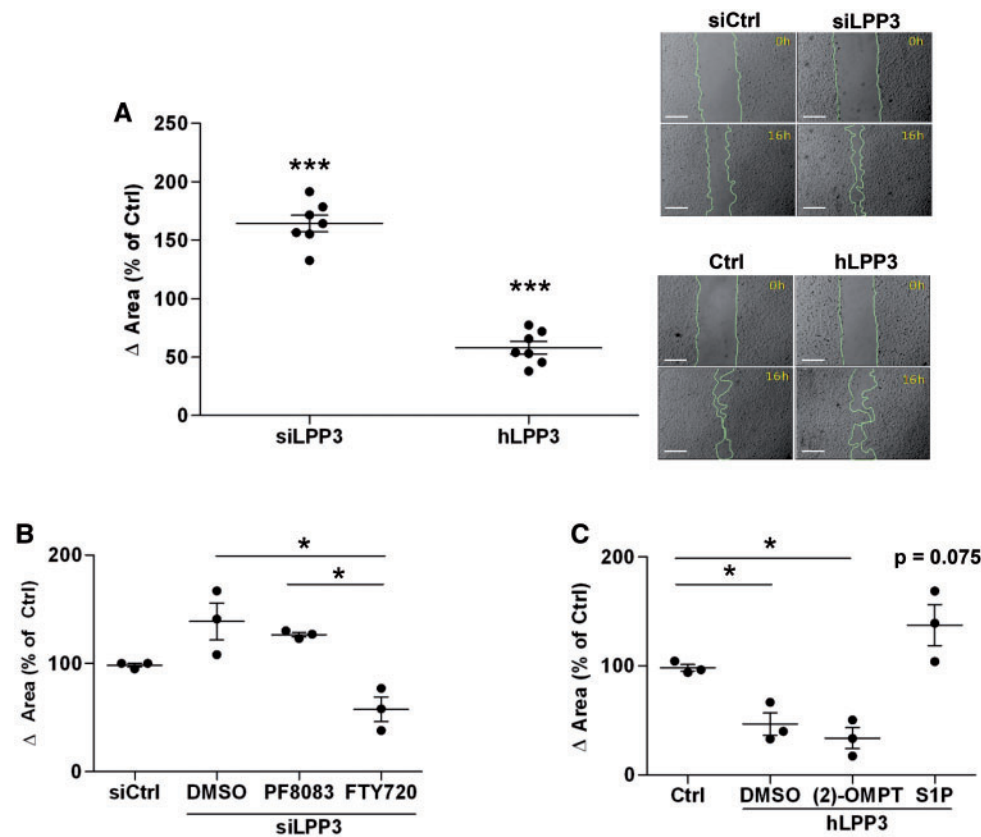 siCtrl siLPP3
0h 0h
16h 16h
A
Δ Area (% of Ctrl)
250
200
150
100
50
0
***
***
siLPP3 hLPP3
Ctrl hLPP3
0h 0h
16h 16h
B
Δ Area (% of Ctrl)
200
100
0
*
*
siCtrl DMSO PF8083 FTY720
siLPP3
C
Δ Area (% of Ctrl)
200
100
0
*
*
p = 0.075
Ctrl DMSO (2)-OMPT S1P
hLPP3